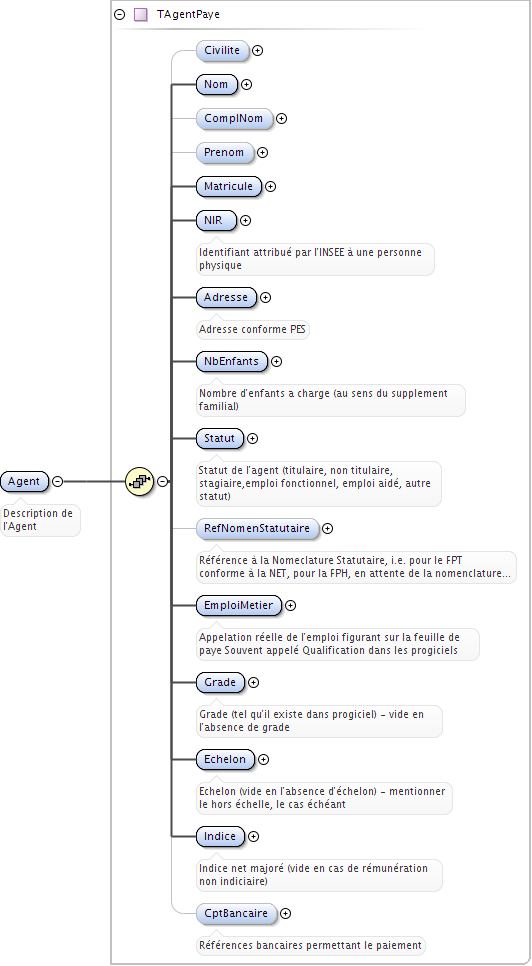 TAgentPaye
Civilite
Nom
ComplNom
Prenom
Matricule
NIR
Identifiant attribué par l'INSEE à une personne
physique
Adresse
Adresse conforme PES
NbEnfants
Nombre d'enfants a charge (au sens du supplement
familial)
Statut
Statut de l'agent (titulaire, non titulaire,
stagiaire,emploi fonctionnel, emploi aidé, autre
statut)
Agent
Description de
l'Agent
RefNomenStatutaire
Référence à la Nomeclature Statutaire, i.e. pour le FPT
conforme à la NET, pour la FPH, en attente de la nomenclature...
EmploiMetier
Appelation réelle de l'emploi figurant sur la feuille de
paye Souvent appelé Qualification dans les progiciels
Grade
Grade (tel qu'il existe dans progiciel) - vide en
l'absence de grade
Echelon
Echelon (vide en l'absence d'échelon) - mentionner
le hors échelle, le cas échéant
Indice
Indice net majoré (vide en cas de rémunération
non indiciaire)
CptBancaire
Références bancaires permettant le paiement